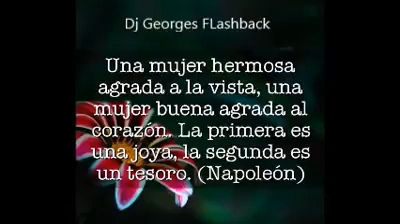 Dj Georges FLashback
Una mujer hermosa
agrada a la vista, una
mujer buena agrada al
corazón. La primera es
una joya, la segunda es
un tesoro. (Napoleón)